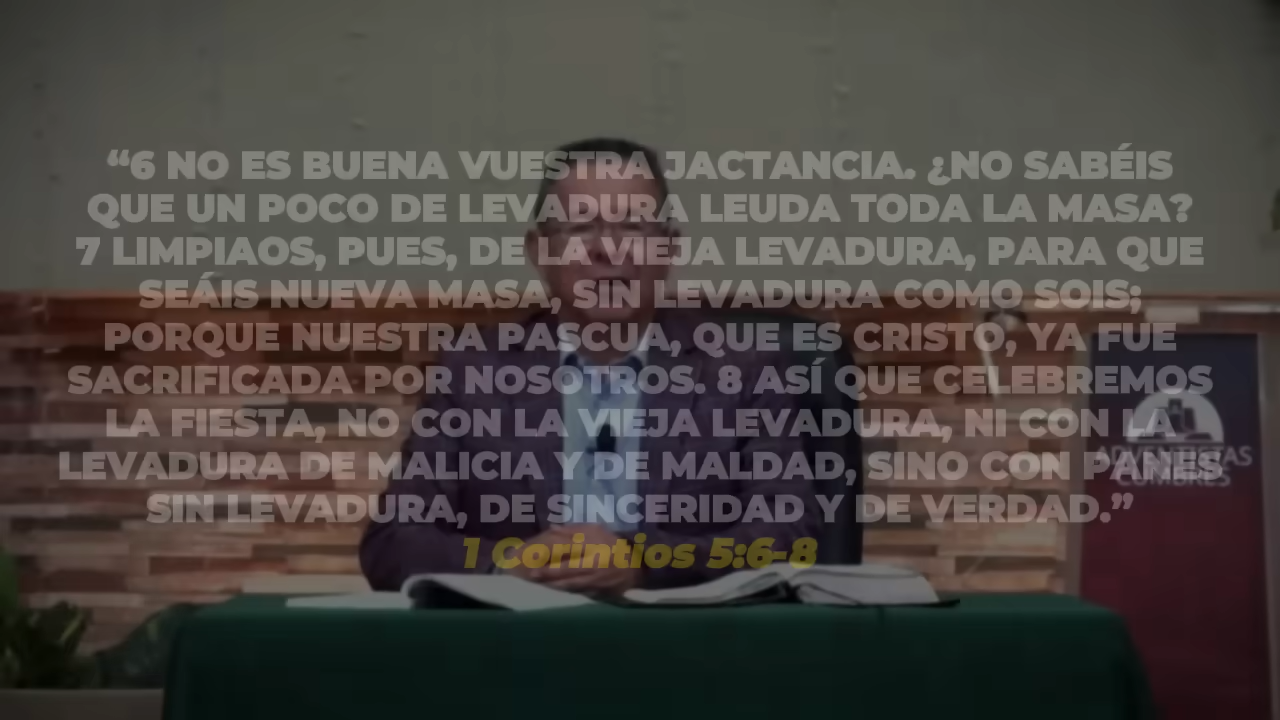 “6 NO ES BUENA VUESTRA JACTANCIA. ¿NO SABÉIS
QUE UN POCO DE LEVADURA LEUDA TODA LA MASA?
7 LIMPIAOS, PUES, DE LA VIEJA LEVADURA, PARA QUE
SEÁIS NUEVA MASA, SIN LEVADURA COMO SOIS;
PORQUE NUESTRA PASCUA, QUE ES CRISTO, YA FUE
SACRIFICADA POR NOSOTROS. 8 ASÍ QUE CELEBREMOS
LA FIESTA, NO CON LA VIEJA LEVADURA, NI CON LA
LEVADURA DE MALICIA Y DE MALDAD, SINO CON PANES
SIN LEVADURA, DE SINCERIDAD Y DE VERDAD.”
1 Corintios 5:6-8
ADVENTISTAS
CUMBRES